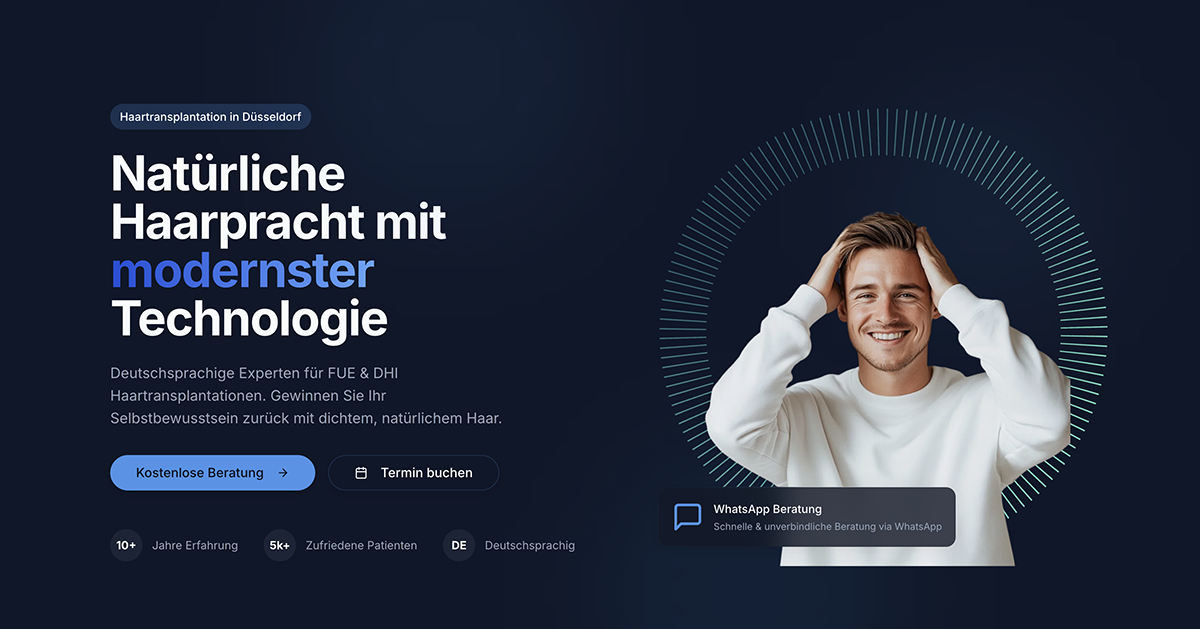 Haartransplantation in Düsseldorf
Natürliche
Haarpracht mit
modernster
Technologie
Deutschsprachige Experten für FUE & DHI
Haartransplantationen. Gewinnen Sie Ihr
Selbstbewusstsein zurück mit dichtem, natürlichem Haar.
Kostenlose Beratung
Termin buchen
10+ Jahre Erfahrung
5k+ Zufriedene Patienten
DE Deutschsprachig
WhatsApp Beratung
Schnelle & unverbindliche Beratung via WhatsApp